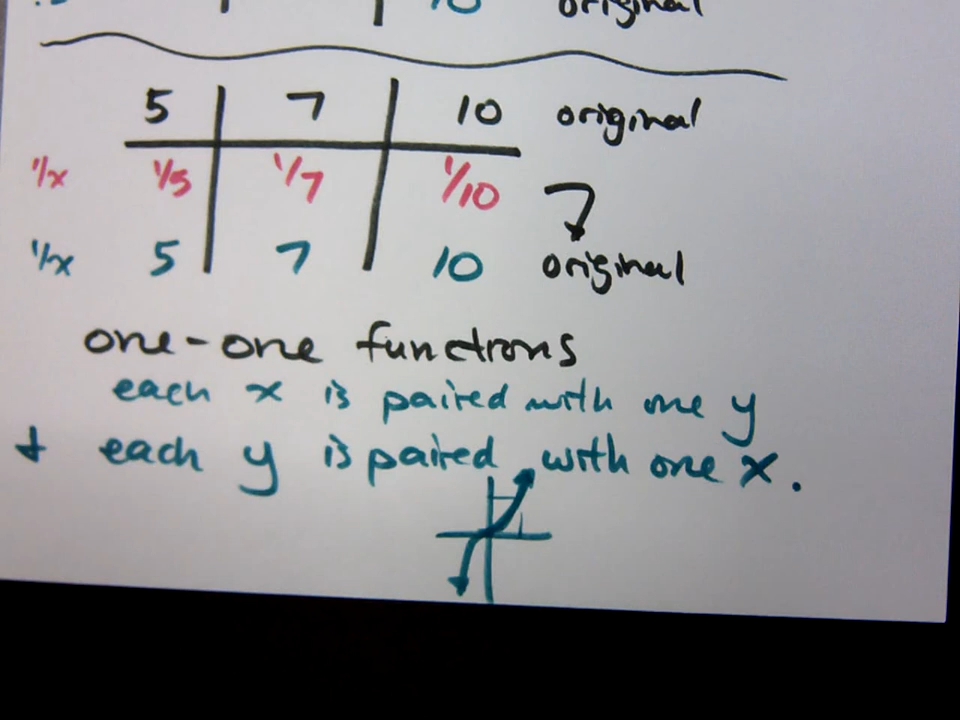 10 original
5 7 10 original
1/x 1/5 1/7 1/10
1/x 5 7 10 original
one-one functions
each x is paired with one y
+ each y is paired with one x.